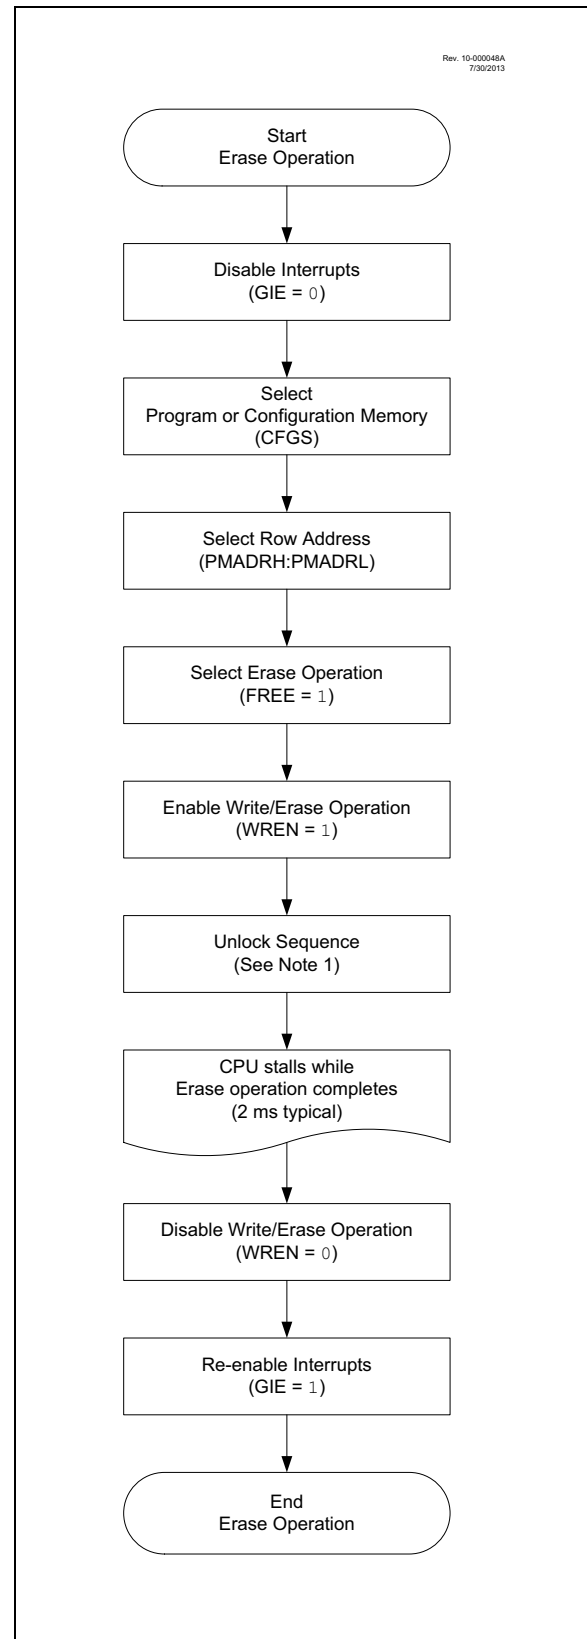 Rev. 10-000048A
7/30/2013
Start
Erase Operation
Disable Interrupts
(GIE = 0)
Select
Program or Configuration Memory
(CFGS)
Select Row Address
(PMADRH:PMADRL)
Select Erase Operation
(FREE = 1)
Enable Write/Erase Operation
(WREN = 1)
Unlock Sequence
(See Note 1)
CPU stalls while
Erase operation completes
(2 ms typical)
Disable Write/Erase Operation
(WREN = 0)
Re-enable Interrupts
(GIE = 1)
End
Erase Operation